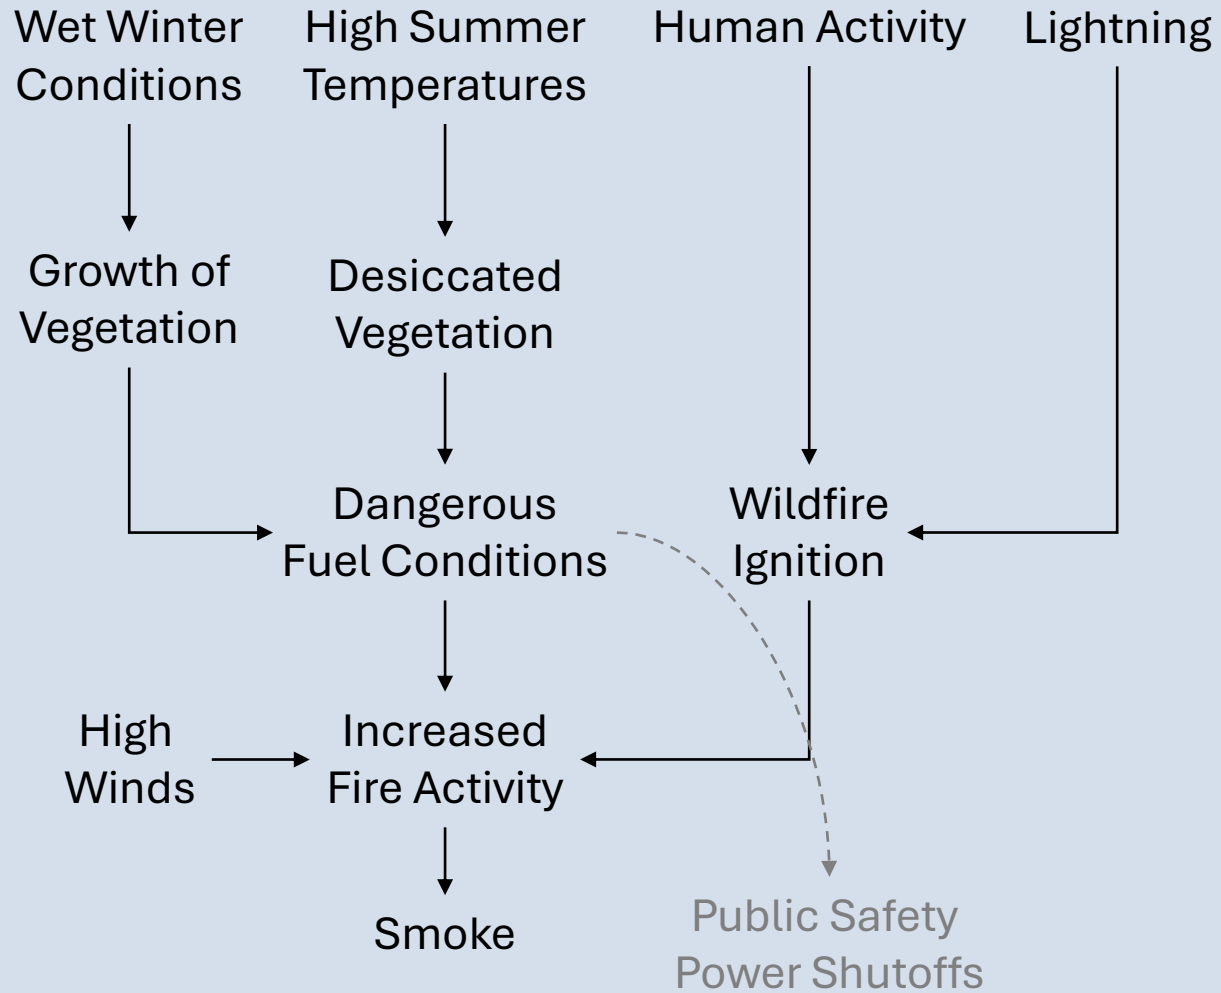 Wet Winter
Conditions
High Summer
Temperatures
Human Activity
Lightning
Growth of
Vegetation
Desiccated
Vegetation
Dangerous
Fuel Conditions
Wildfire
Ignition
High
Winds
Increased
Fire Activity
Smoke
Public Safety
Power Shutoffs